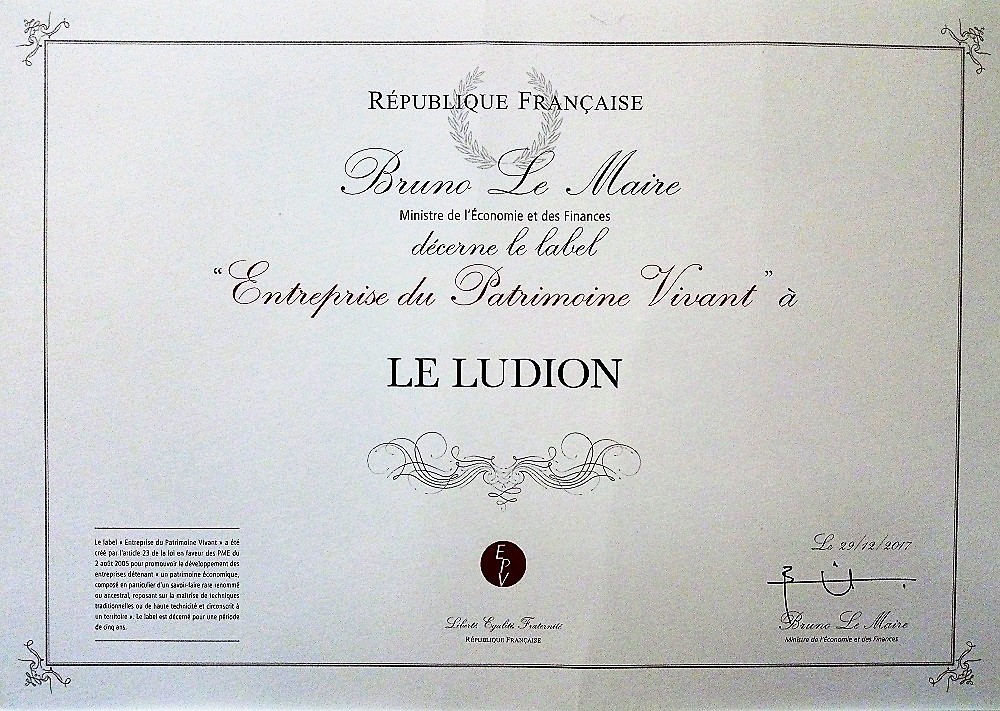 RÉPUBLIQUE FRANÇAISE
Bruno Le Maire
Ministre de l'Économie et des Finances
décerne le label
“Entreprise du Patrimoine Vivant” à
LE LUDION
Le label « Entreprise du Patrimoine Vivant » a été
créé par l'article 23 de la loi en faveur des PME du
2 août 2005 pour promouvoir le développement des
entreprises détenant « un patrimoine économique,
composé en particulier d'un savoir-faire rare renommé
ou ancestral, reposant sur la maîtrise de techniques
traditionnelles ou de haute technicité et circonscrit à
un territoire ». Le label est décerné pour une période
de cinq ans.
EPV
Liberté, Egalité, Fraternité
RÉPUBLIQUE FRANÇAISE
Le 29/12/2017
Bruno Le Maire
Ministre de l'Économie et des Finances